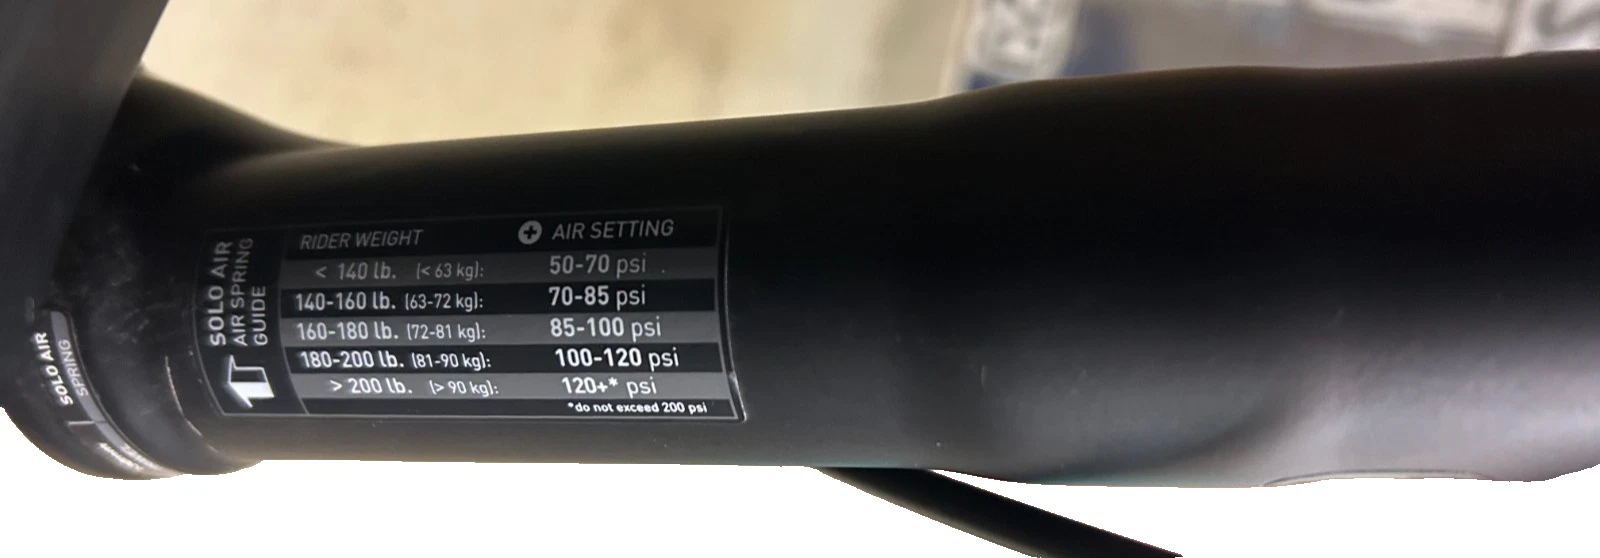 SOLO AIR
AIR SPRING
GUIDE
RIDER WEIGHT + AIR SETTING
< 140 lb. (< 63 kg): 50-70 psi
140-160 lb. (63-72 kg): 70-85 psi
160-180 lb. (72-81 kg): 85-100 psi
180-200 lb. (81-90 kg): 100-120 psi
> 200 lb. (> 90 kg): 120+* psi
*do not exceed 200 psi
SOLO AIR
SPRING